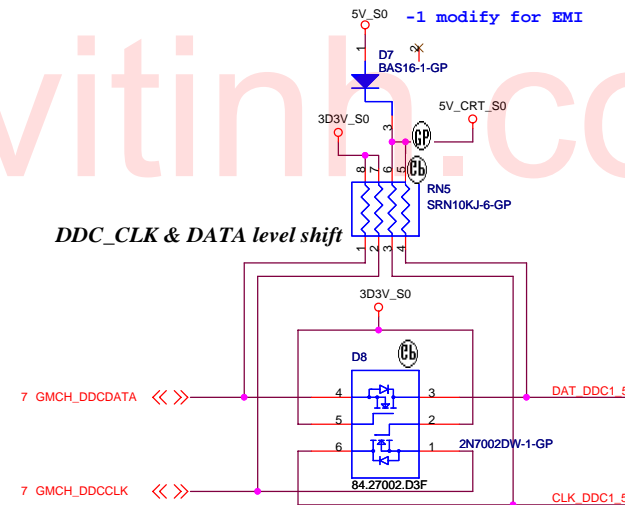 5V_S0
-1 modify for EMI
vitinh.co
1
2
D7
BAS16-1-GP
3D3V_S0
5V_CRT_S0
3
GP
8
7
6
5
RN5
SRN10KJ-6-GP
DDC_CLK & DATA level shift
1
2
3
4
3D3V_S0
D8
7 GMCH_DDCDATA
4
3
DAT_DDC1_5
5
2
6
1
2N7002DW-1-GP
84.27002.D3F
7 GMCH_DDCCLK
CLK_DDC1_5